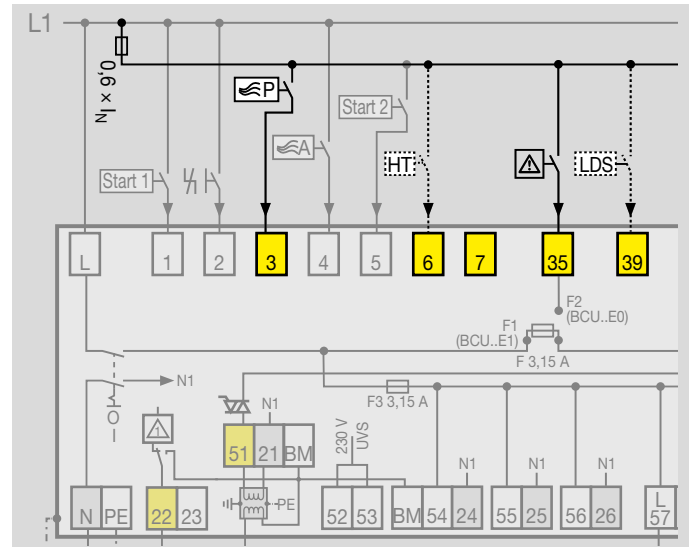 L1
0,6 × IN
P
Start 2
A
HT
LDS
Start 1
L 1 2 3 4 5 6 7 35 39
F2
(BCU..E0)
F1
(BCU..E1)
F 3,15 A
N1
F3 3,15 A
O
I
1
N1
51 21 BM
230 V
UVS
N1 N1 N1
PE
N PE 22 23 52 53 BM 54 24 55 25 56 26 L
57